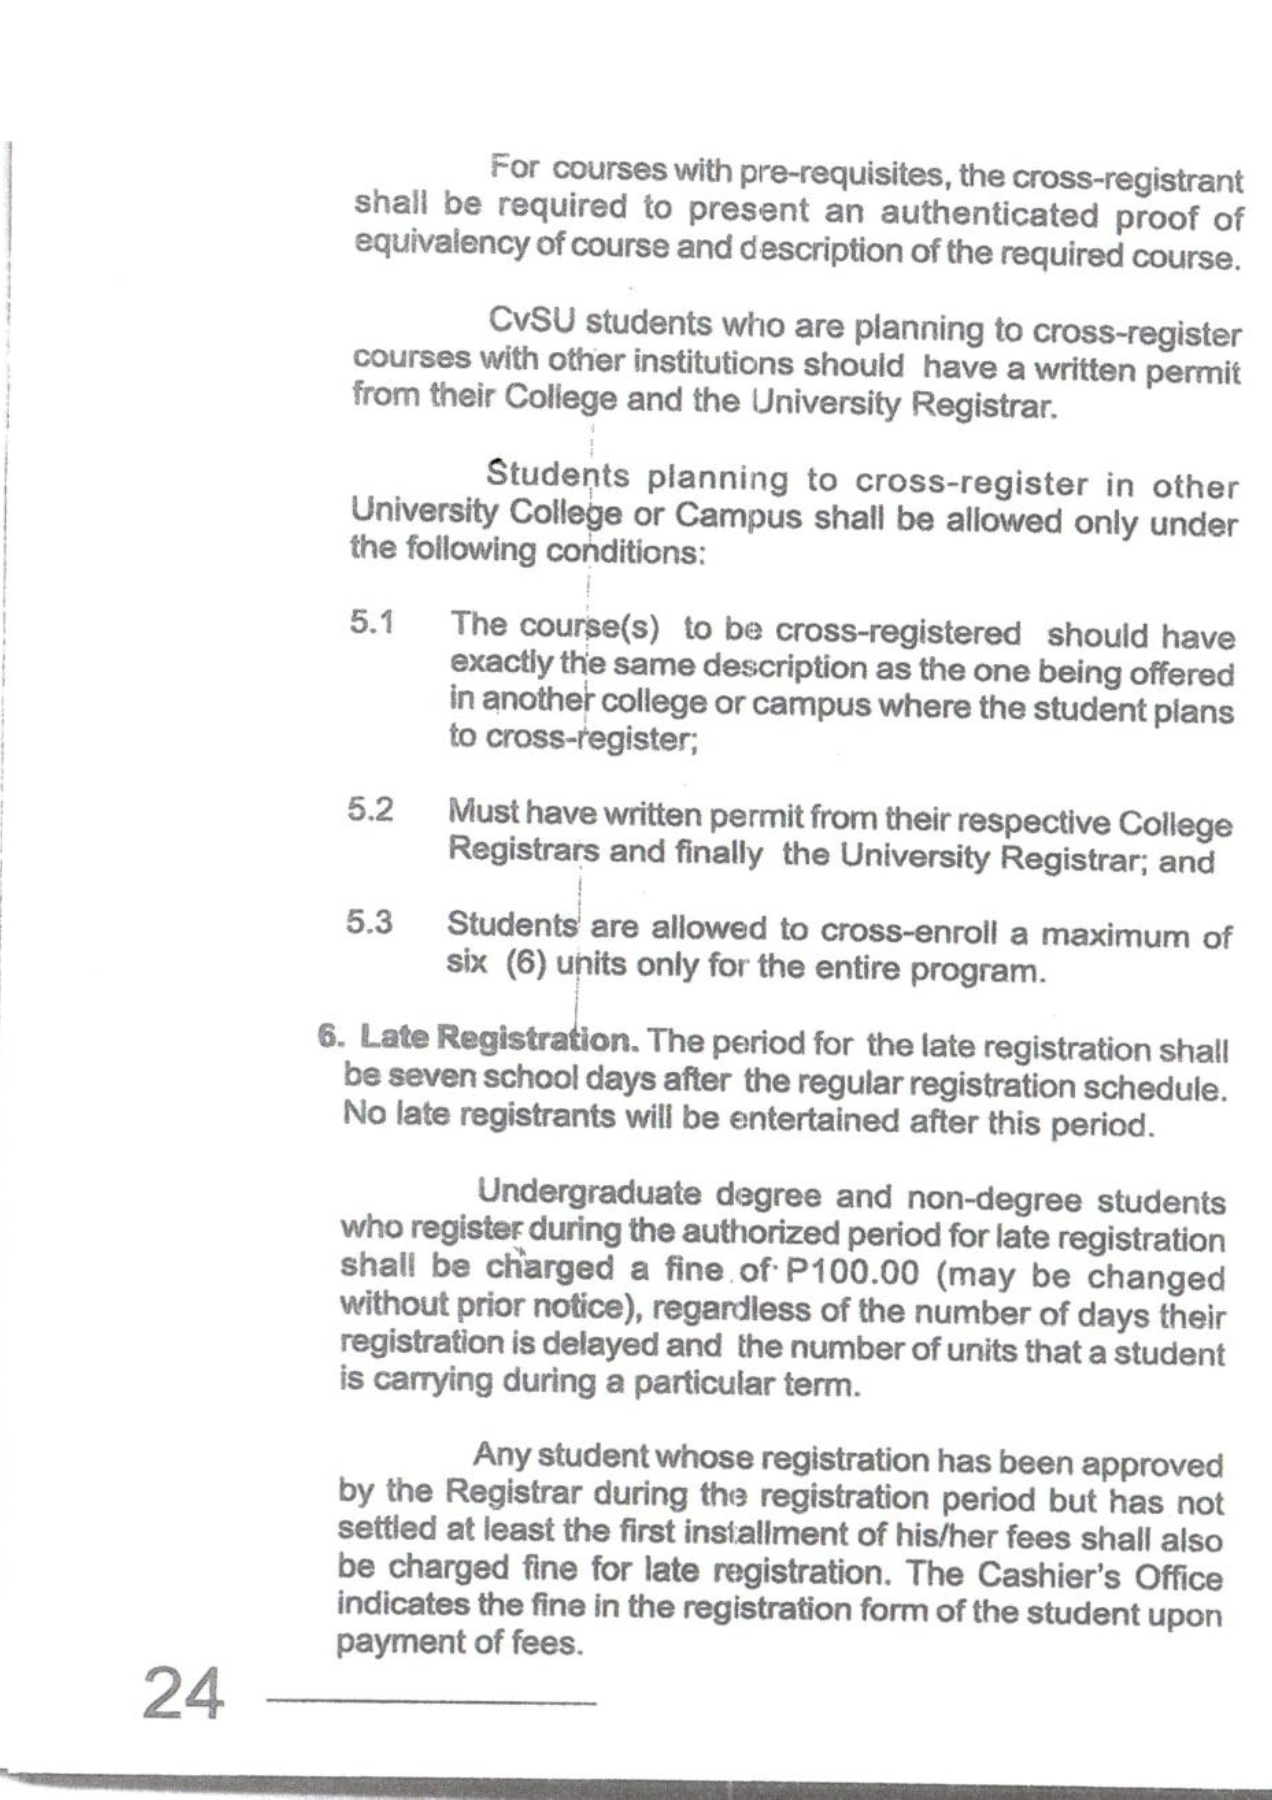 For courses with pre-requisites, the cross-registrant
shall be required to present an authenticated proof of
equivalency of course and description of the required course.
CvSU students who are planning to cross-register
courses with other institutions should have a written permit
from their College and the University Registrar.
Students planning to cross-register in other
University College or Campus shall be allowed only under
the following conditions:
5.1 The course(s) to be cross-registered should have
exactly the same description as the one being offered
in another college or campus where the student plans
to cross-register;
5.2 Must have written permit from their respective College
Registrars and finally the University Registrar; and
5.3 Students are allowed to cross-enroll a maximum of
six (6) units only for the entire program.
6. Late Registration. The period for the late registration shall
be seven school days after the regular registration schedule.
No late registrants will be entertained after this period.
Undergraduate degree and non-degree students
who register during the authorized period for late registration
shall be charged a fine of P100.00 (may be changed
without prior notice), regardless of the number of days their
registration is delayed and the number of units that a student
is carrying during a particular term.
Any student whose registration has been approved
by the Registrar during the registration period but has not
settled at least the first installment of his/her fees shall also
be charged fine for late registration. The Cashier's Office
indicates the fine in the registration form of the student upon
payment of fees.
24